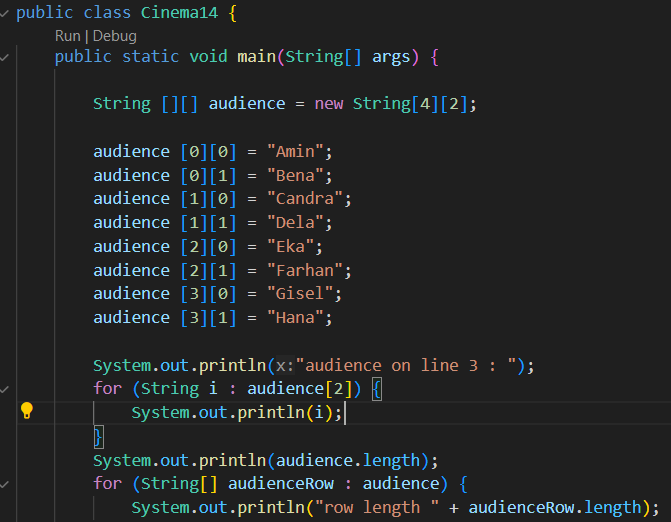 public class Cinema14 {
Run | Debug
public static void main(String[] args) {
String [][] audience = new String[4][2];
audience [0][0] = "Amin";
audience [0][1] = "Bena";
audience [1][0] = "Candra";
audience [1][1] = "Dela";
audience [2][0] = "Eka";
audience [2][1] = "Farhan";
audience [3][0] = "Gisel";
audience [3][1] = "Hana";
System.out.println(x:"audience on line 3 : ");
for (String i : audience[2]) {
System.out.println(i);
}
System.out.println(audience.length);
for (String[] audienceRow : audience) {
System.out.println("row length " + audienceRow.length);